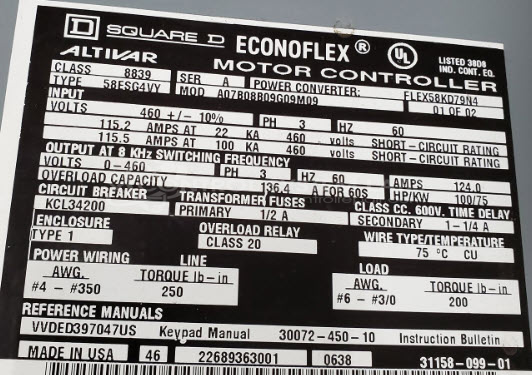 SQUARE D ECONOFLEX®
ALTIVAR MOTOR CONTROLLER
UL LISTED 3808 IND. CONT. EQ.
CLASS 8839
TYPE 58ESG4VY SER A POWER CONVERTER: FLEX58KD79N4
MOD A07B08B09G09M09 01 OF 02
INPUT
VOLTS 460 +/- 10% PH 3 HZ 60
115.2 AMPS AT 22 KA 460 volts SHORT-CIRCUIT RATING
115.5 AMPS AT 100 KA 460 volts SHORT-CIRCUIT RATING
OUTPUT AT 8 KHz SWITCHING FREQUENCY
VOLTS 0-460 PH 3 HZ 60 AMPS 124.0
OVERLOAD CAPACITY 136.4 A FOR 60S HP/KW 100/75
CIRCUIT BREAKER TRANSFORMER FUSES CLASS CC. 600V. TIME DELAY
KCL34200 PRIMARY 1/2 A SECONDARY 1-1/4 A
ENCLOSURE OVERLOAD RELAY WIRE TYPE/TEMPERATURE
TYPE 1 CLASS 20 75 °C CU
POWER WIRING LINE LOAD
AWG. TORQUE lb-in AWG. TORQUE lb-in
#4 - #350 250 #6 - #3/0 200
REFERENCE MANUALS
VVDED397047US Keypad Manual 30072-450-10 Instruction Bulletin
MADE IN USA 46 22689363001 0638 31158-099-01